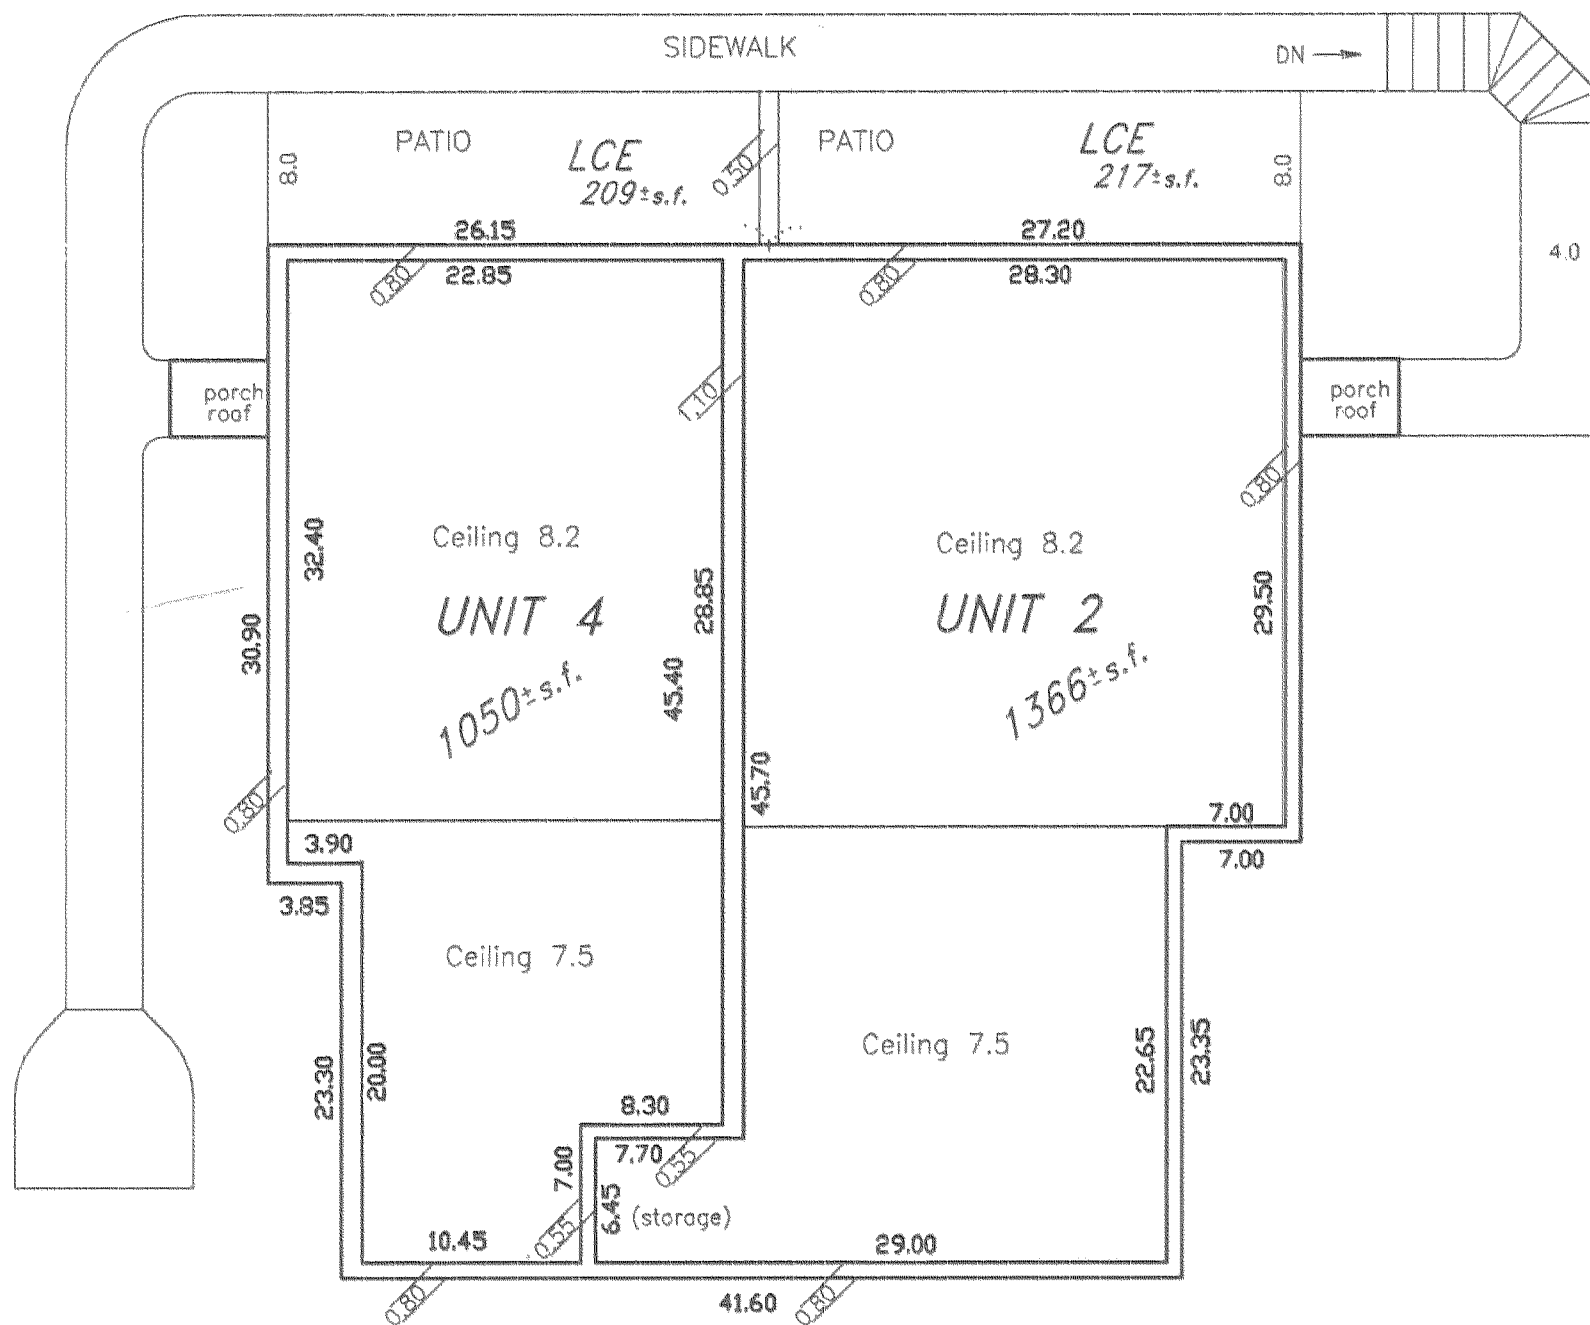 SIDEWALK
DN
PATIO
LCE
209±s.f.
0.50
PATIO
LCE
217±s.f.
8.0
8.0
26.15
27.20
4.0
0.80
22.85
0.80
28.30
porch
roof
1.10
porch
roof
0.80
32.40
Ceiling 8.2
Ceiling 8.2
30.90
UNIT 4
28.85
UNIT 2
29.50
1050±s.f.
45.40
1366±s.f.
45.70
0.80
3.90
7.00
7.00
3.85
Ceiling 7.5
Ceiling 7.5
23.30
20.00
22.65
23.35
8.30
7.00
7.70
0.55
6.45
(storage)
0.55
10.45
29.00
0.80
41.60
0.80